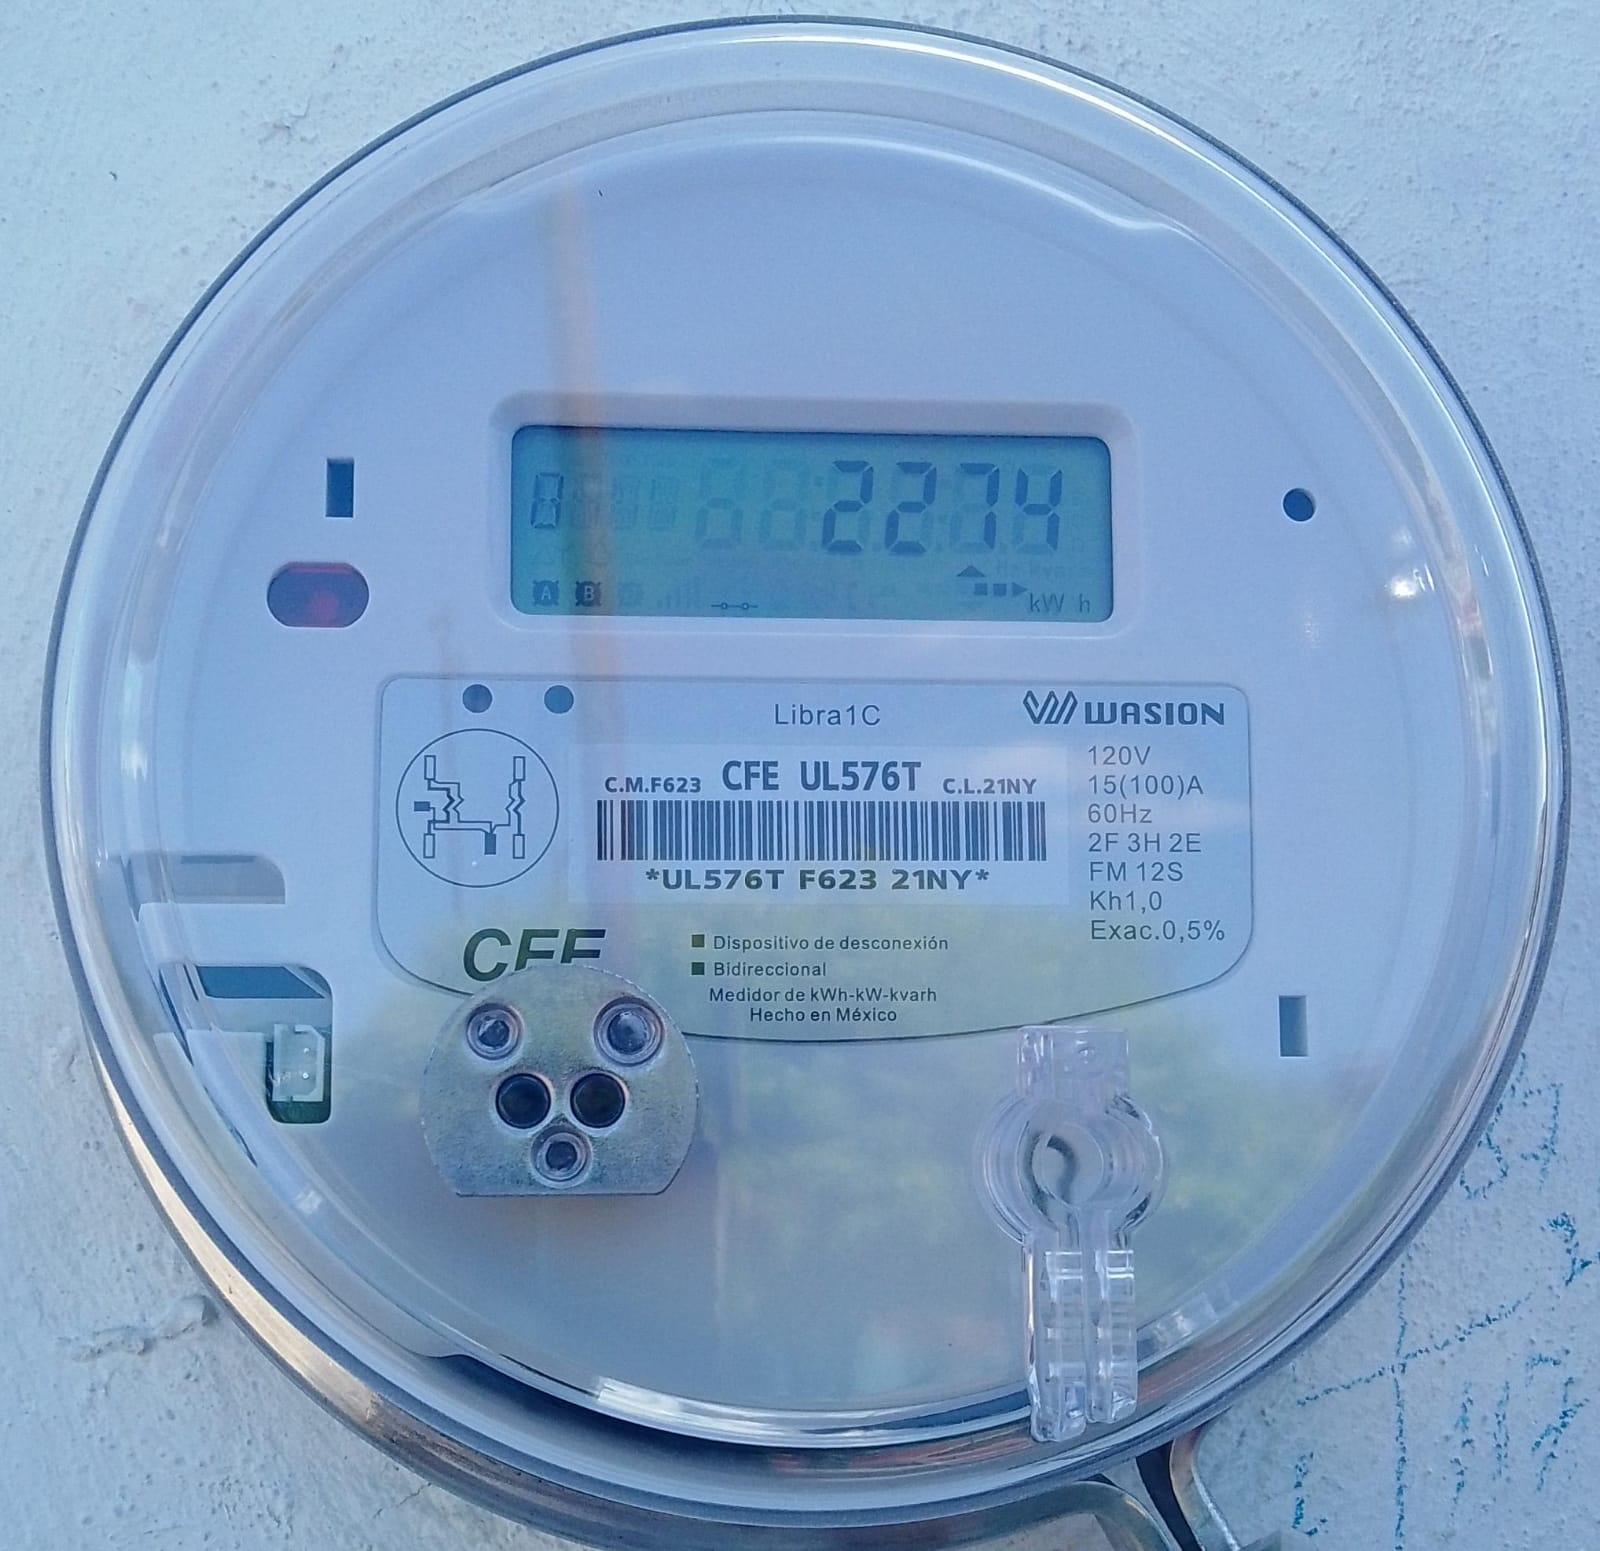 8 2274
A B kW h
Libra1C
WASION
C.M.F623 CFE UL576T C.L.21NY
*UL576T F623 21NY*
120V
15(100)A
60Hz
2F 3H 2E
FM 12S
Kh1,0
Exac.0,5%
CFE
Dispositivo de desconexión
Bidireccional
Medidor de kWh-kW-kvarh
Hecho en México